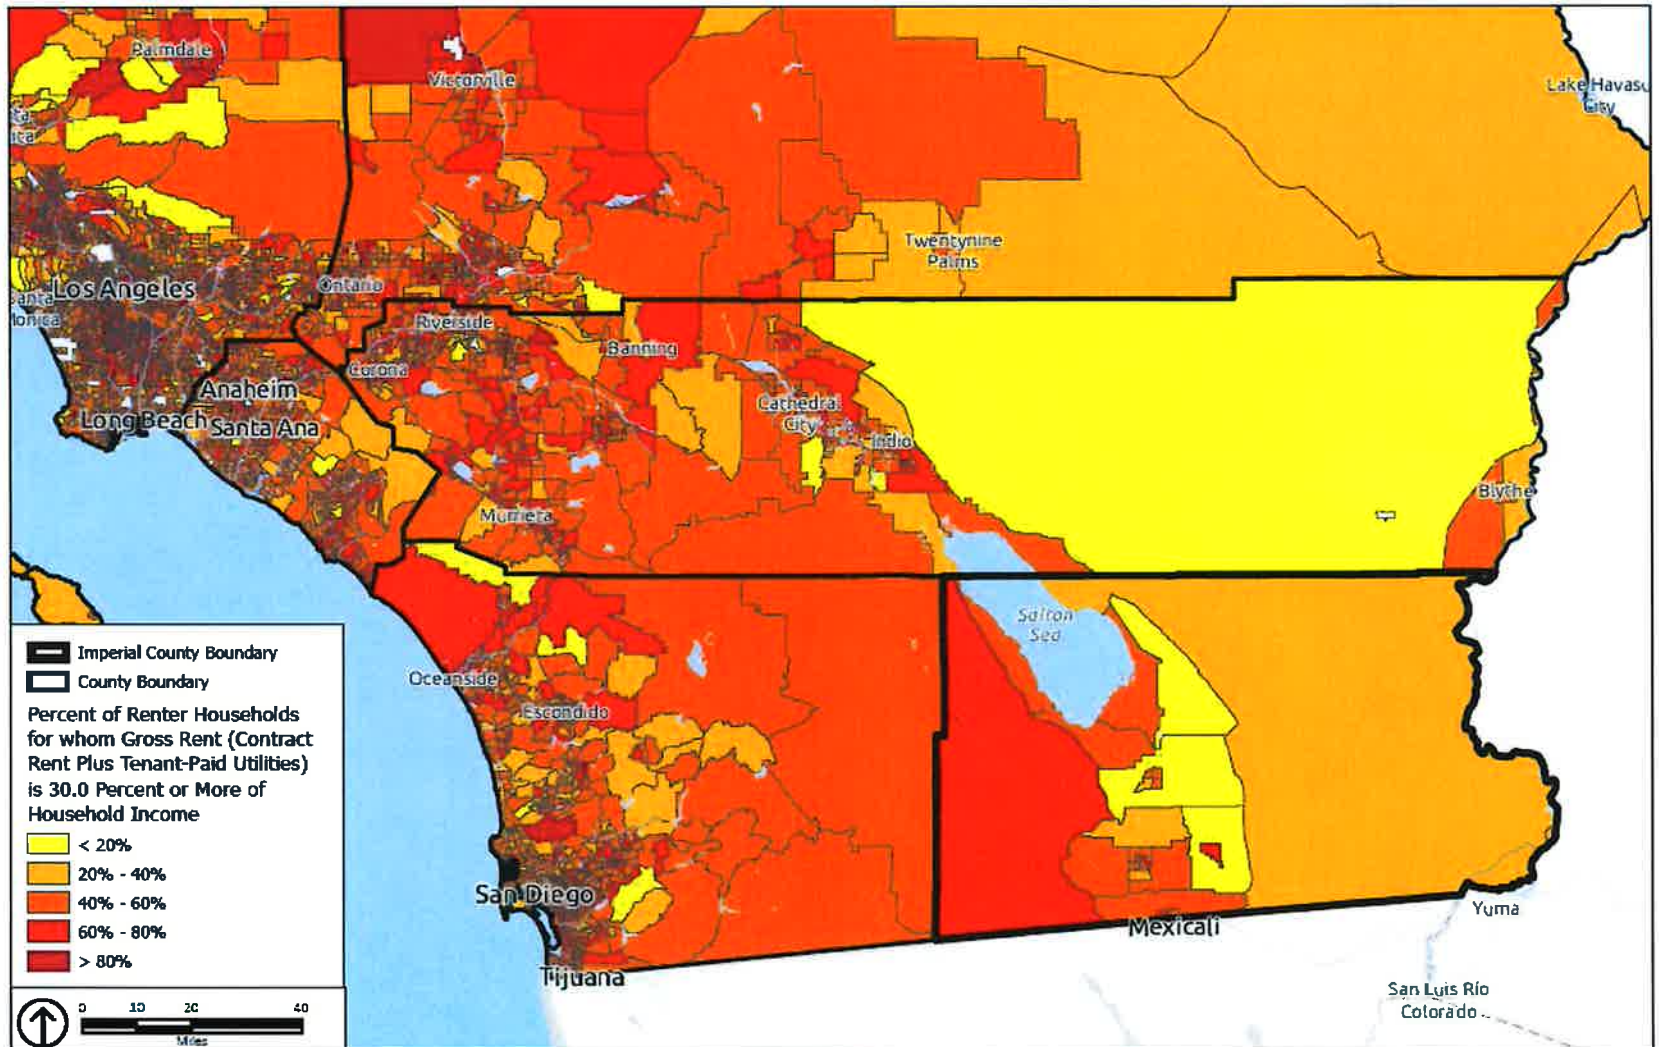 Palmdale
Victorville
Lake Havasu
City
Twentynine
Palms
Los Angeles
Ontario
Santa
Monica
Riverside
Banning
Corona
Anaheim
Cathedral
City
Long Beach
Santa Ana
Indio
Blythe
Murrieta
Salton
Sea
Imperial County Boundary
County Boundary
Oceanside
Escondido
Percent of Renter Households
for whom Gross Rent (Contract
Rent Plus Tenant-Paid Utilities)
is 30.0 Percent or More of
Household Income
< 20%
20% - 40%
40% - 60%
60% - 80%
> 80%
San Diego
Mexicali
Yuma
Tijuana
San Luis Río
Colorado
0 10 20 40
Miles